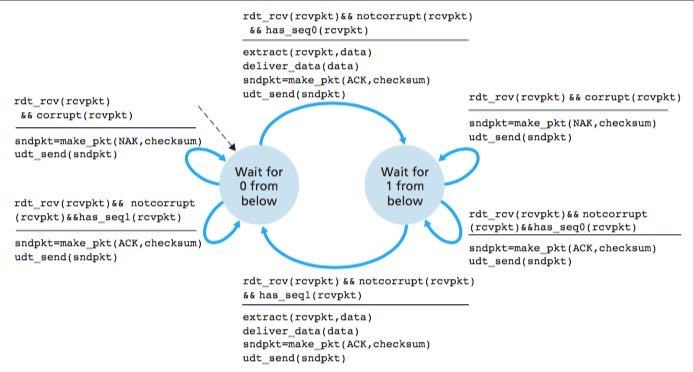 rdt_rcv(rcvpkt)&& notcorrupt(rcvpkt)
&& has_seq0(rcvpkt)
extract(rcvpkt,data)
deliver_data(data)
sndpkt=make_pkt(ACK,checksum)
udt_send(sndpkt)
rdt_rcv(rcvpkt)
&& corrupt(rcvpkt)
sndpkt=make_pkt(NAK,checksum)
udt_send(sndpkt)
rdt_rcv(rcvpkt) && corrupt(rcvpkt)
sndpkt=make_pkt(NAK,checksum)
udt_send(sndpkt)
Wait for
0 from
below
Wait for
1 from
below
rdt_rcv(rcvpkt)&& notcorrupt
(rcvpkt)&&has_seq1(rcvpkt)
sndpkt=make_pkt(ACK,checksum)
udt_send(sndpkt)
rdt_rcv(rcvpkt)&& notcorrupt
(rcvpkt)&&has_seq0(rcvpkt)
sndpkt=make_pkt(ACK,checksum)
udt_send(sndpkt)
rdt_rcv(rcvpkt) && notcorrupt(rcvpkt)
&& has_seq1(rcvpkt)
extract(rcvpkt,data)
deliver_data(data)
sndpkt=make_pkt(ACK,checksum)
udt_send(sndpkt)